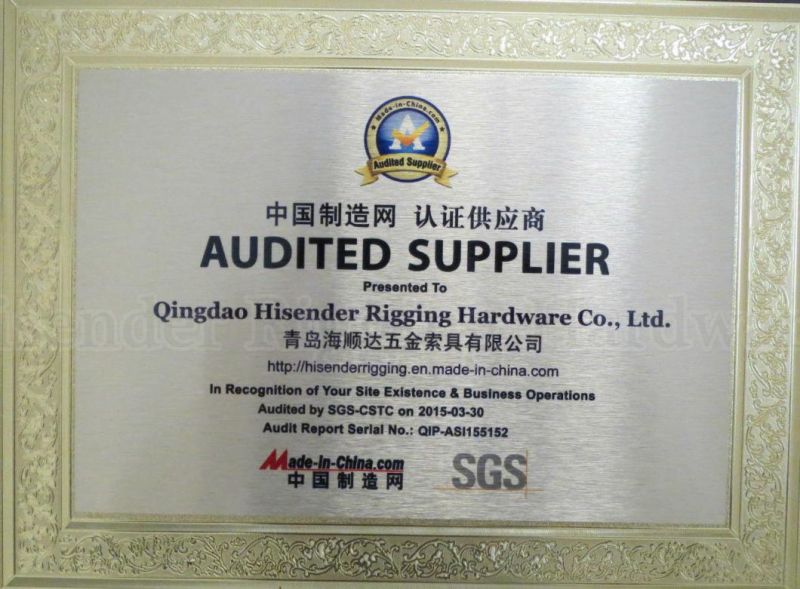 Made-in-China.com
Audited Supplier
中国制造网 认证供应商
AUDITED SUPPLIER
Presented To
Qingdao Hisender Rigging Hardware Co., Ltd.
青岛海顺达五金索具有限公司
http://hisenderrigging.en.made-in-china.com
In Recognition of Your Site Existence & Business Operations
Audited by SGS-CSTC on 2015-03-30
Audit Report Serial No.: QIP-ASI155152
Made-in-China.com
中国制造网
SGS